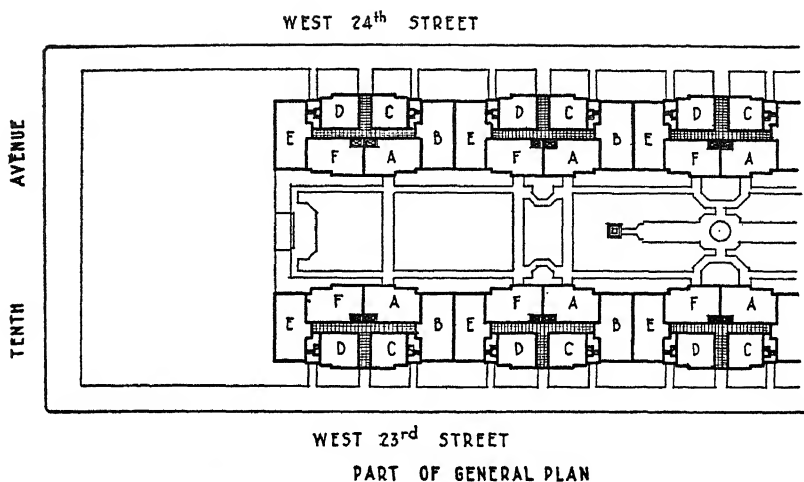 WEST 24th STREET
D C D C D C
E B E B E
F A F A F A
TENTH AVENUE
F A F A F A
E B E B E
D C D C D C
WEST 23rd STREET
PART OF GENERAL PLAN